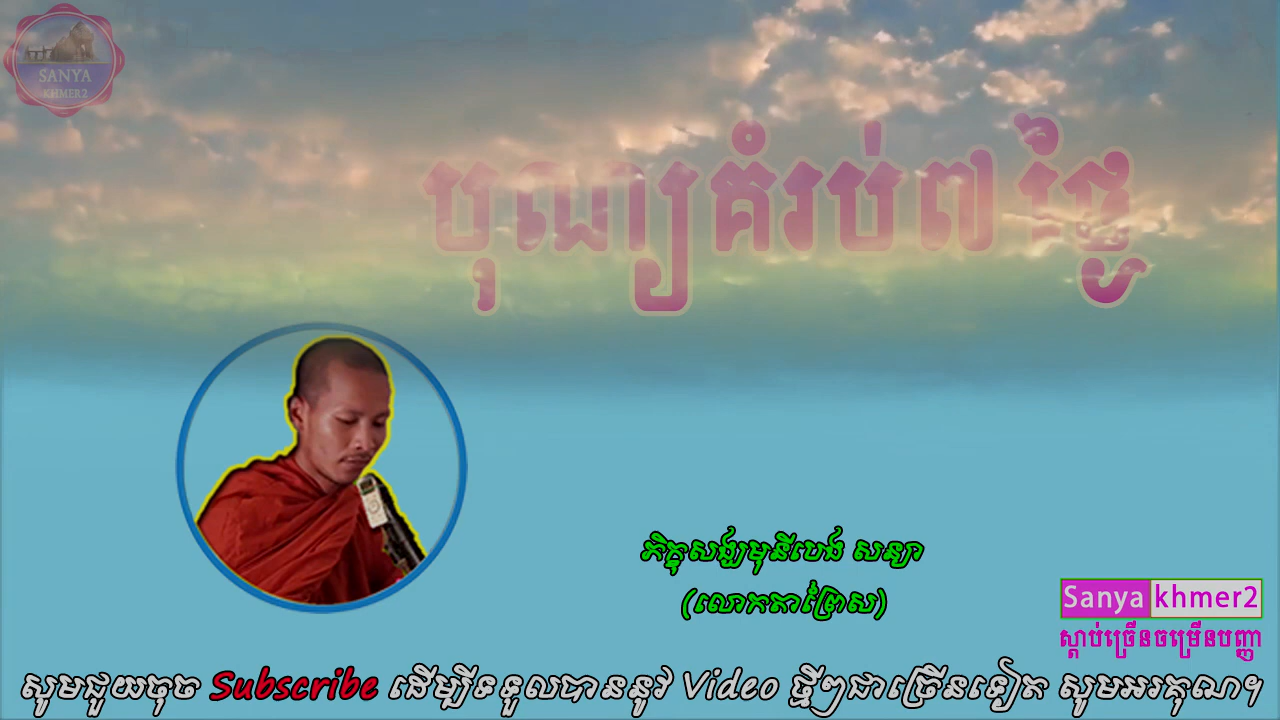 SANYA
KHMER2
បុណ្យគំរប់៧ ថ្ងៃ
ភិក្ខុសង្ឃមុនីបេង សន្យា
(លោកតាព្រៃស)
Sanya khmer2
ស្តាប់ច្រើនចម្រើនបញ្ញា
សូមជួយចុច Subscribe ដើម្បីទទួលបាននូវ Video ថ្មីៗជាច្រើនទៀត សូមអរគុណ។